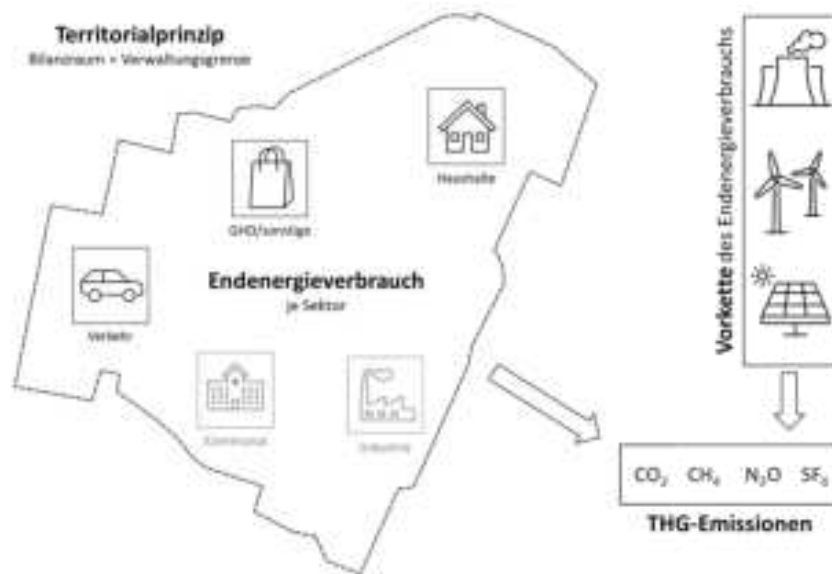 Territorialprinzip
Bilanzraum = Verwaltungsgrenze
Haushalte
GHD/sonstige
Endenergieverbrauch
je Sektor
Verkehr
Kommunal
Industrie
Vorkette des Endenergieverbrauchs
CO₂ CH₄ N₂O SF₆
THG-Emissionen